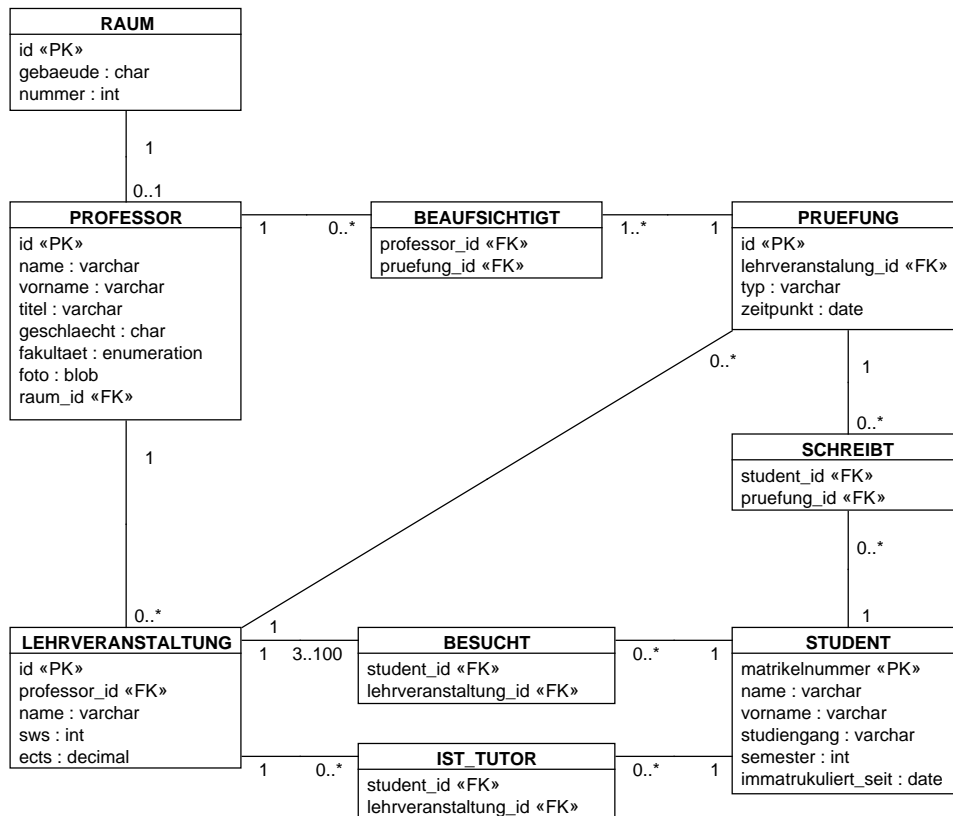 RAUM
id «PK»
gebaeude : char
nummer : int
1
0..1
PROFESSOR
id «PK»
name : varchar
vorname : varchar
titel : varchar
geschlaecht : char
fakultaet : enumeration
foto : blob
raum_id «FK»
1
0..*
BEAUFSICHTIGT
professor_id «FK»
pruefung_id «FK»
1..*
1
PRUEFUNG
id «PK»
lehrveranstalung_id «FK»
typ : varchar
zeitpunkt : date
0..*
1
0..*
SCHREIBT
student_id «FK»
pruefung_id «FK»
0..*
1
1
0..*
1
LEHRVERANSTALTUNG
id «PK»
professor_id «FK»
name : varchar
sws : int
ects : decimal
1
3..100
BESUCHT
student_id «FK»
lehrveranstaltung_id «FK»
0..*
1
STUDENT
matrikelnummer «PK»
name : varchar
vorname : varchar
studiengang : varchar
semester : int
immatrukuliert_seit : date
1
0..*
IST_TUTOR
student_id «FK»
lehrveranstaltung_id «FK»
0..*
1